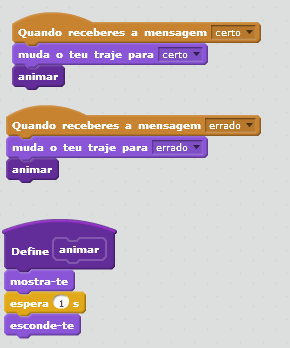 Quando receberes a mensagem certo
muda o teu traje para certo
animar
Quando receberes a mensagem errado
muda o teu traje para errado
animar
Define animar
mostra-te
espera 1 s
esconde-te